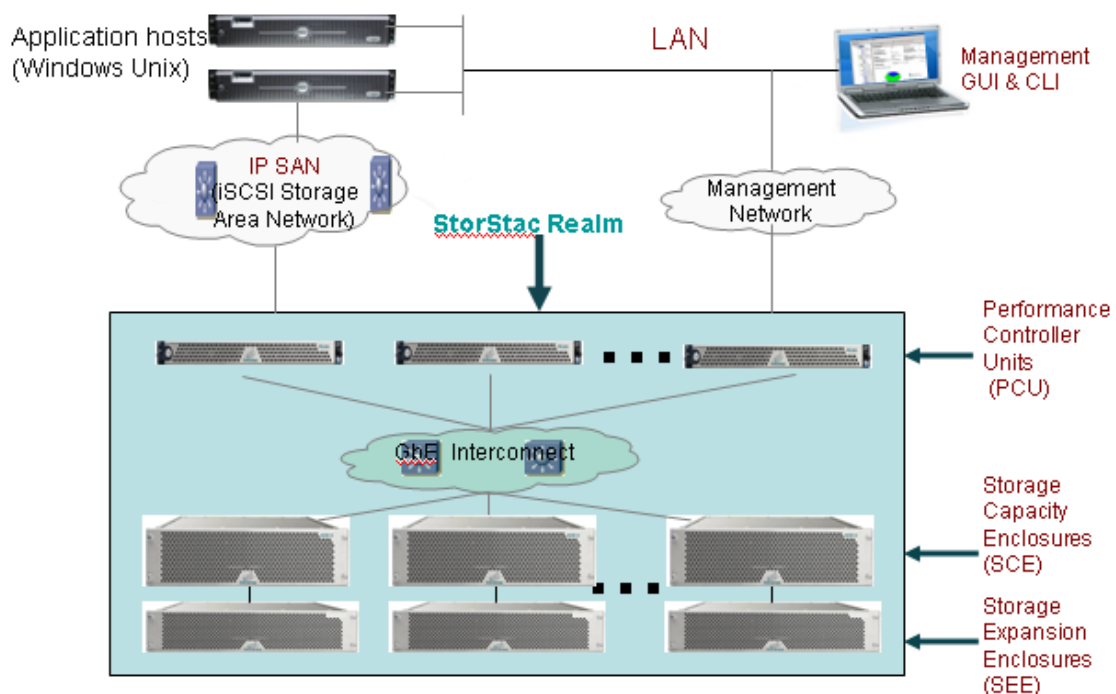 Application hosts
(Windows Unix)
LAN
Management
GUI & CLI
IP SAN
(iSCSI Storage
Area Network)
Management
Network
StorStac Realm
Performance
Controller
Units
(PCU)
GbE Interconnect
Storage
Capacity
Enclosures
(SCE)
Storage
Expansion
Enclosures
(SEE)